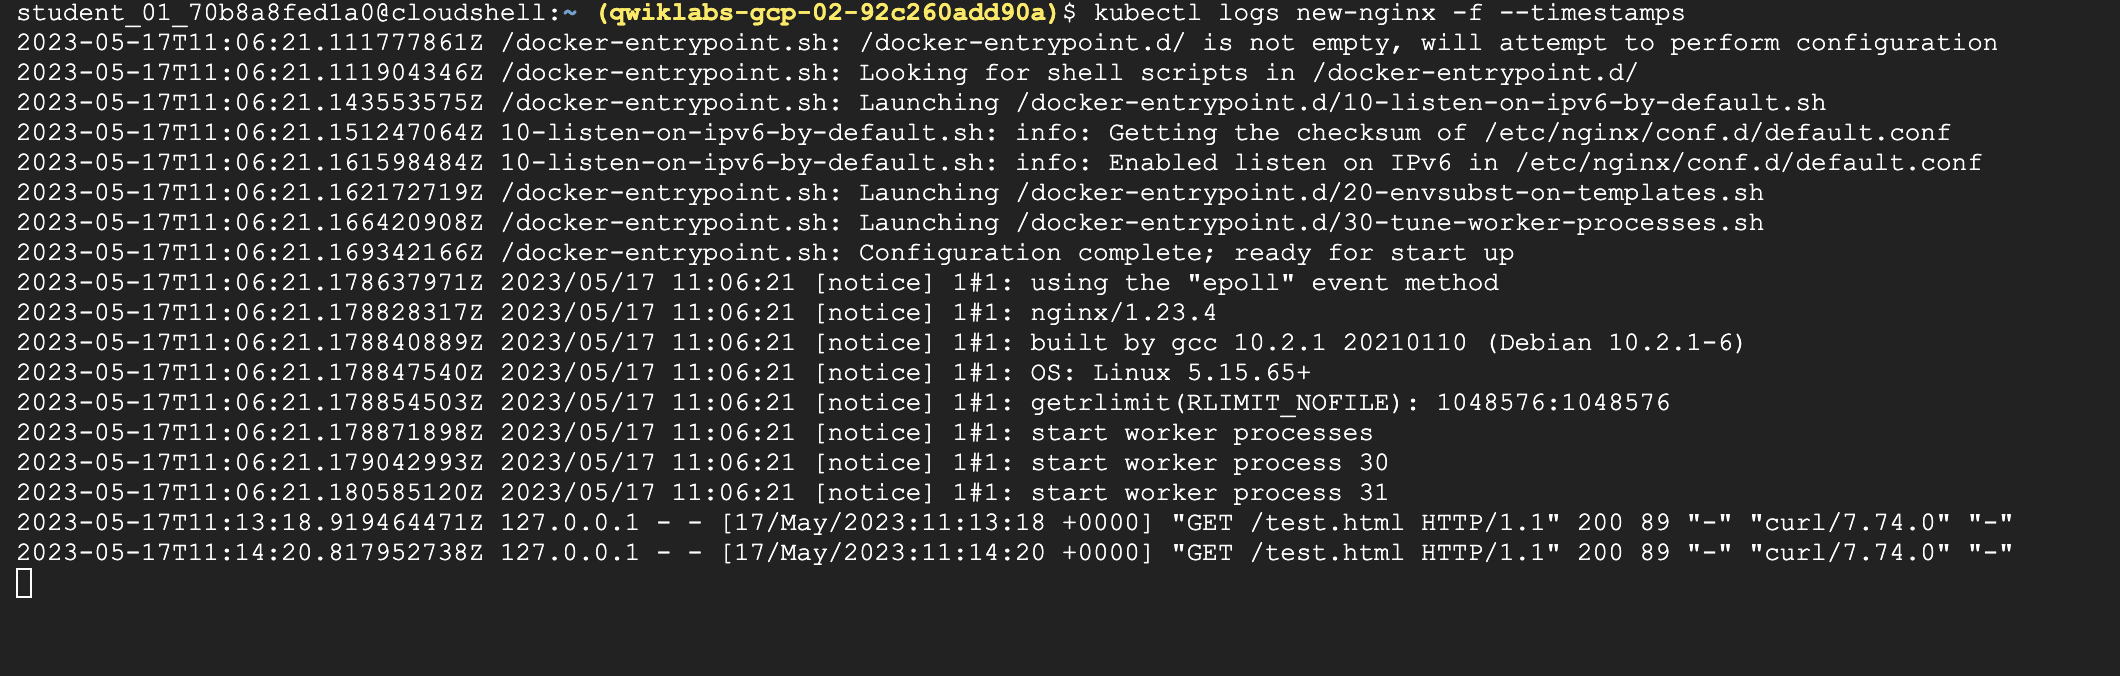 student_01_70b8a8fed1a0@cloudshell:~ (qwiklabs-gcp-02-92c260add90a)$ kubectl logs new-nginx -f --timestamps
2023-05-17T11:06:21.111777861Z /docker-entrypoint.sh: /docker-entrypoint.d/ is not empty, will attempt to perform configuration
2023-05-17T11:06:21.111904346Z /docker-entrypoint.sh: Looking for shell scripts in /docker-entrypoint.d/
2023-05-17T11:06:21.143553575Z /docker-entrypoint.sh: Launching /docker-entrypoint.d/10-listen-on-ipv6-by-default.sh
2023-05-17T11:06:21.151247064Z 10-listen-on-ipv6-by-default.sh: info: Getting the checksum of /etc/nginx/conf.d/default.conf
2023-05-17T11:06:21.161598484Z 10-listen-on-ipv6-by-default.sh: info: Enabled listen on IPv6 in /etc/nginx/conf.d/default.conf
2023-05-17T11:06:21.162172719Z /docker-entrypoint.sh: Launching /docker-entrypoint.d/20-envsubst-on-templates.sh
2023-05-17T11:06:21.166420908Z /docker-entrypoint.sh: Launching /docker-entrypoint.d/30-tune-worker-processes.sh
2023-05-17T11:06:21.169342166Z /docker-entrypoint.sh: Configuration complete; ready for start up
2023-05-17T11:06:21.178637971Z 2023/05/17 11:06:21 [notice] 1#1: using the "epoll" event method
2023-05-17T11:06:21.178828317Z 2023/05/17 11:06:21 [notice] 1#1: nginx/1.23.4
2023-05-17T11:06:21.178840889Z 2023/05/17 11:06:21 [notice] 1#1: built by gcc 10.2.1 20210110 (Debian 10.2.1-6)
2023-05-17T11:06:21.178847540Z 2023/05/17 11:06:21 [notice] 1#1: OS: Linux 5.15.65+
2023-05-17T11:06:21.178854503Z 2023/05/17 11:06:21 [notice] 1#1: getrlimit(RLIMIT_NOFILE): 1048576:1048576
2023-05-17T11:06:21.178871898Z 2023/05/17 11:06:21 [notice] 1#1: start worker processes
2023-05-17T11:06:21.179042993Z 2023/05/17 11:06:21 [notice] 1#1: start worker process 30
2023-05-17T11:06:21.180585120Z 2023/05/17 11:06:21 [notice] 1#1: start worker process 31
2023-05-17T11:13:18.919464471Z 127.0.0.1 - - [17/May/2023:11:13:18 +0000] "GET /test.html HTTP/1.1" 200 89 "-" "curl/7.74.0" "-"
2023-05-17T11:14:20.817952738Z 127.0.0.1 - - [17/May/2023:11:14:20 +0000] "GET /test.html HTTP/1.1" 200 89 "-" "curl/7.74.0" "-"